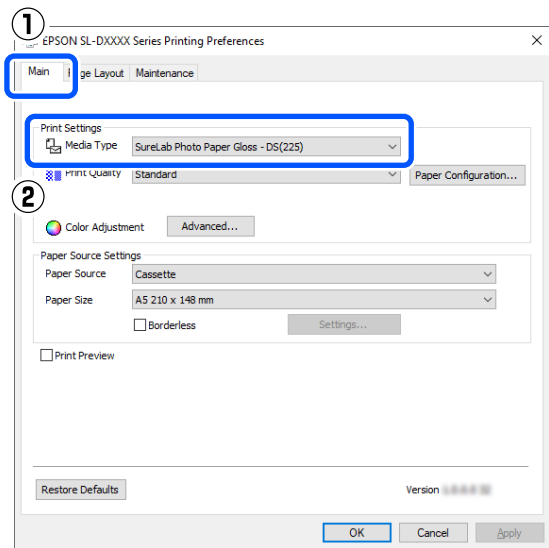 1
EPSON SL-DXXXX Series Printing Preferences
Main Page Layout Maintenance
Print Settings
Media Type SureLab Photo Paper Gloss - DS(225)
Print Quality Standard Paper Configuration...
2
Color Adjustment Advanced...
Paper Source Settings
Paper Source Cassette
Paper Size A5 210 x 148 mm
Borderless Settings...
Print Preview
Restore Defaults Version
OK Cancel Apply